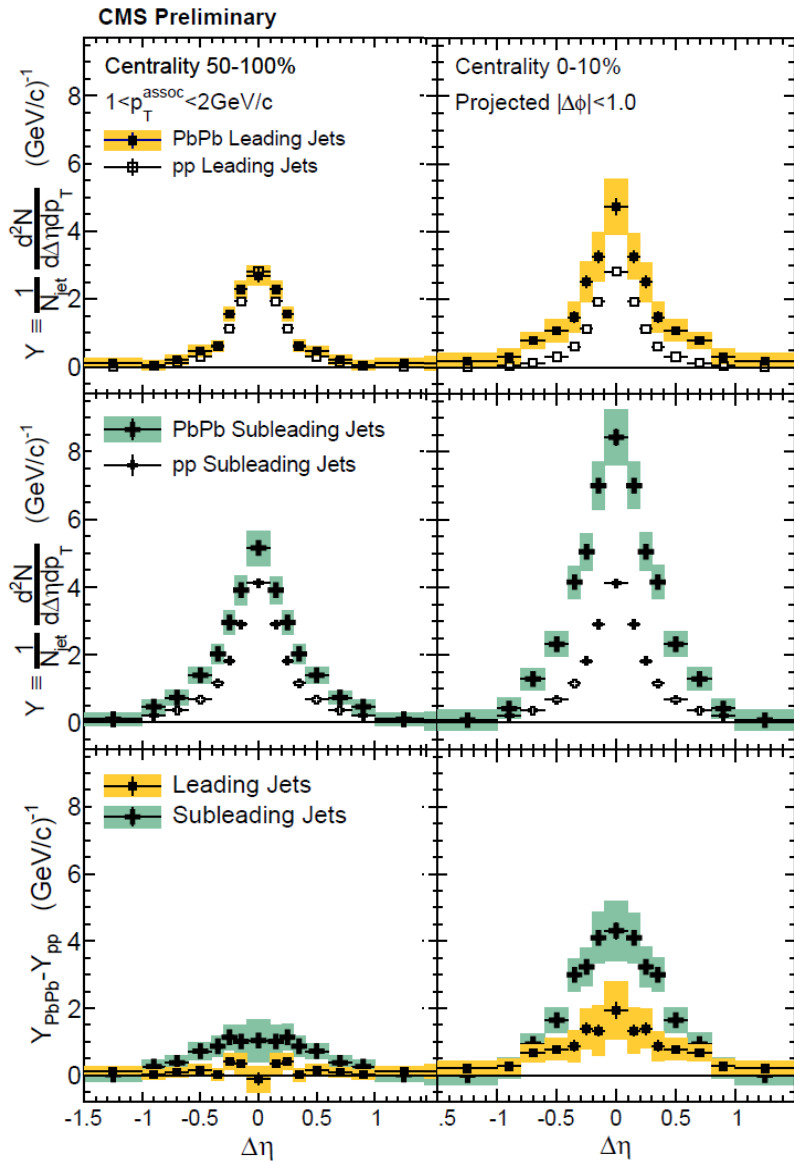 CMS Preliminary
Centrality 50-100%
1<p_T^assoc<2GeV/c
PbPb Leading Jets
pp Leading Jets
Y ≡ 1/N_jet d²N/dΔηdp_T (GeV/c)⁻¹
8
6
4
2
0
Centrality 0-10%
Projected |Δϕ|<1.0
PbPb Subleading Jets
pp Subleading Jets
Y ≡ 1/N_jet d²N/dΔηdp_T (GeV/c)⁻¹
8
6
4
2
0
Leading Jets
Subleading Jets
Y_PbPb-Y_pp (GeV/c)⁻¹
8
6
4
2
0
-1.5 -1 -0.5 0 0.5 1 .5 -1 -0.5 0 0.5 1
Δη Δη